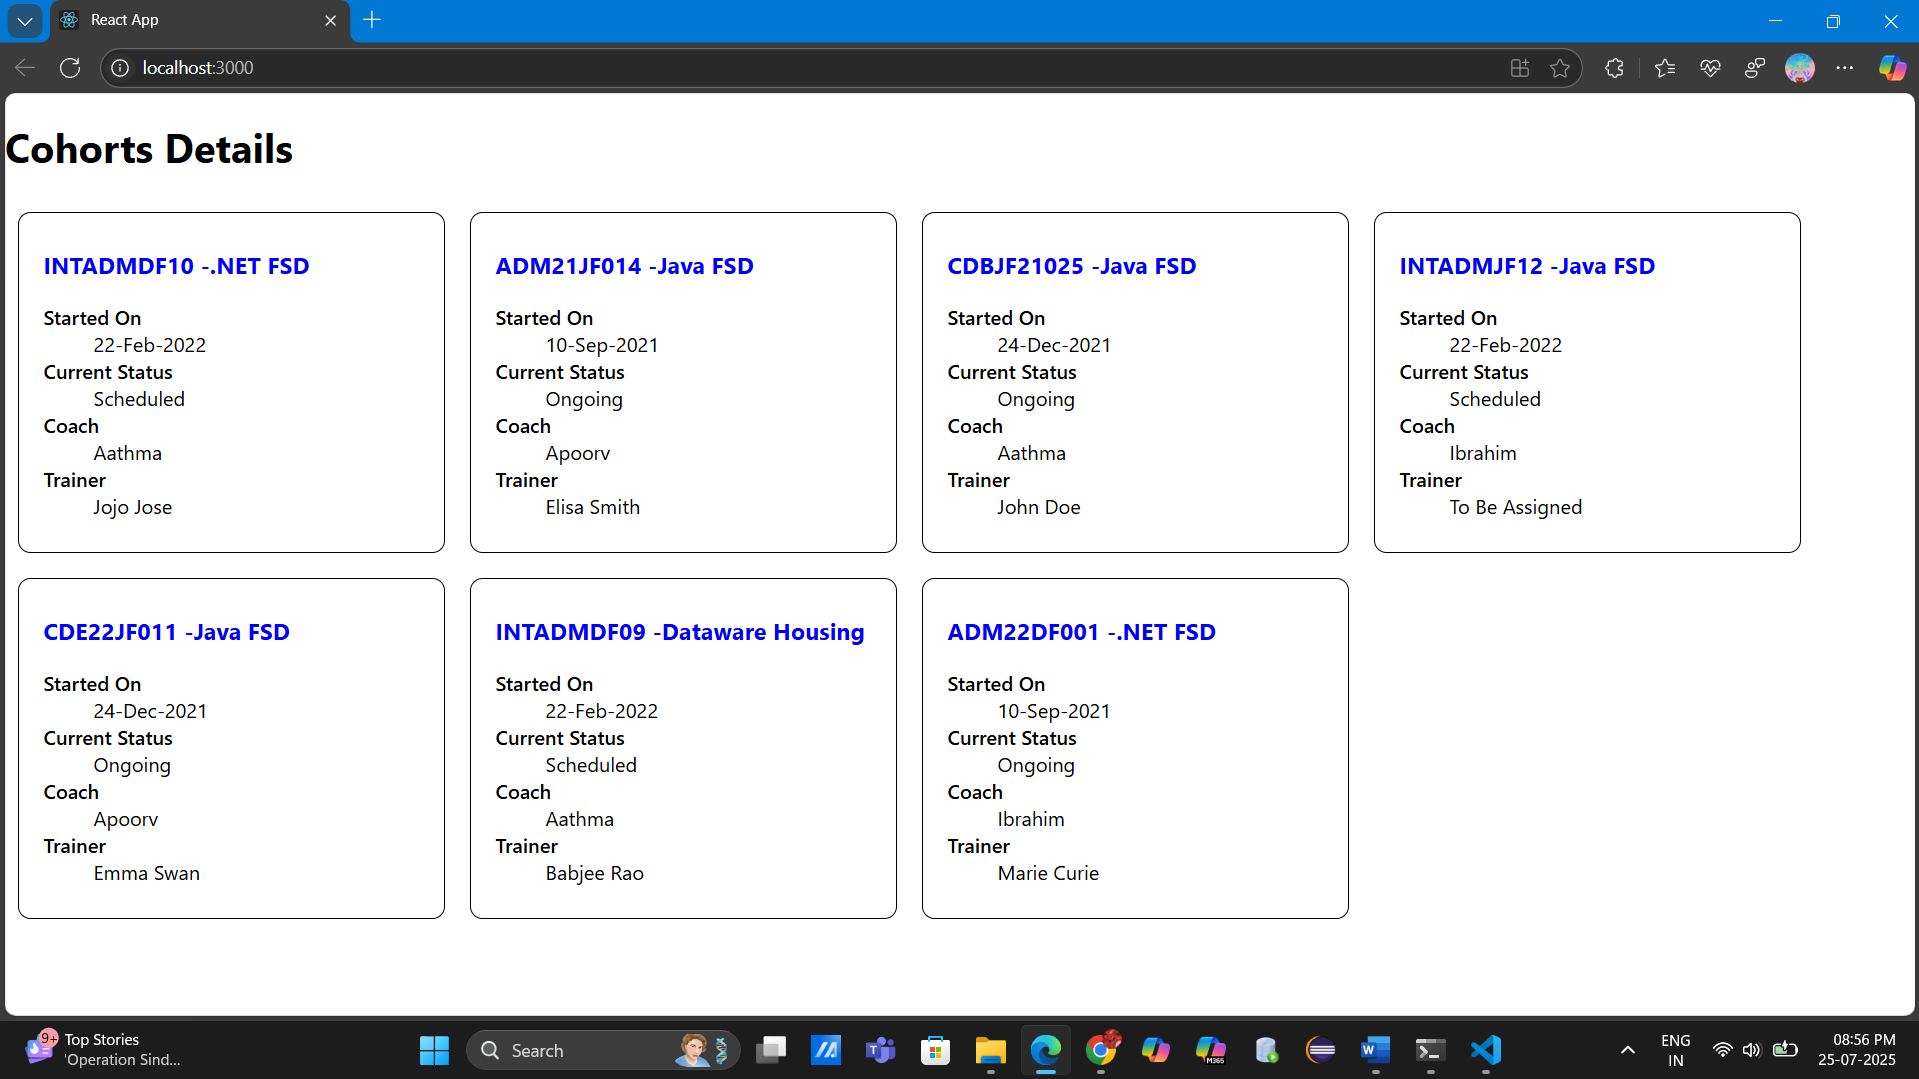 React App
localhost:3000
Cohorts Details
INTADMDF10 -.NET FSD
Started On
22-Feb-2022
Current Status
Scheduled
Coach
Aathma
Trainer
Jojo Jose
ADM21JF014 -Java FSD
Started On
10-Sep-2021
Current Status
Ongoing
Coach
Apoorv
Trainer
Elisa Smith
CDBJF21025 -Java FSD
Started On
24-Dec-2021
Current Status
Ongoing
Coach
Aathma
Trainer
John Doe
INTADMJF12 -Java FSD
Started On
22-Feb-2022
Current Status
Scheduled
Coach
Ibrahim
Trainer
To Be Assigned
CDE22JF011 -Java FSD
Started On
24-Dec-2021
Current Status
Ongoing
Coach
Apoorv
Trainer
Emma Swan
INTADMDF09 -Dataware Housing
Started On
22-Feb-2022
Current Status
Scheduled
Coach
Aathma
Trainer
Babjee Rao
ADM22DF001 -.NET FSD
Started On
10-Sep-2021
Current Status
Ongoing
Coach
Ibrahim
Trainer
Marie Curie
9+
Top Stories
'Operation Sind...
Search
M365
ENG
IN
08:56 PM
25-07-2025